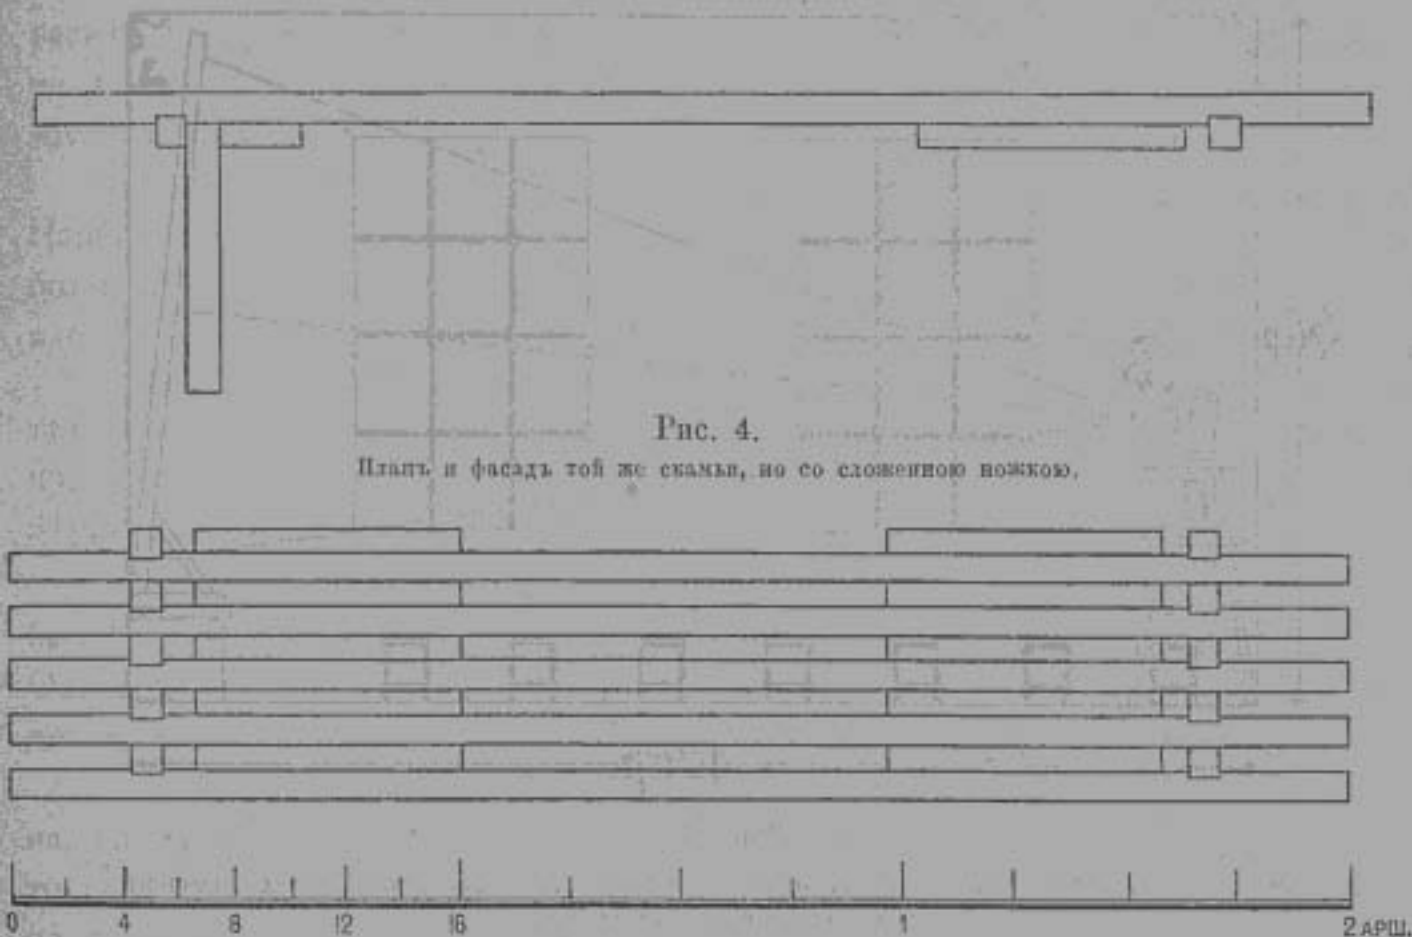 Рис. 4.
Планъ и фасадъ той же скамьи, но со сложенною ножкою.
0 4 8 12 16 1 2 АРШ.